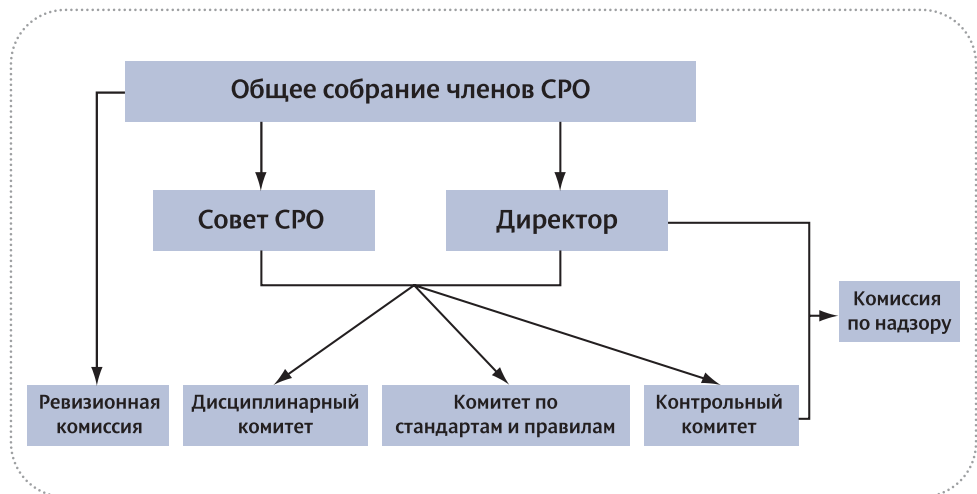 Общее собрание членов СРО
Совет СРО
Директор
Комиссия
по надзору
Ревизионная
комиссия
Дисциплинарный
комитет
Комитет по
стандартам и правилам
Контрольный
комитет